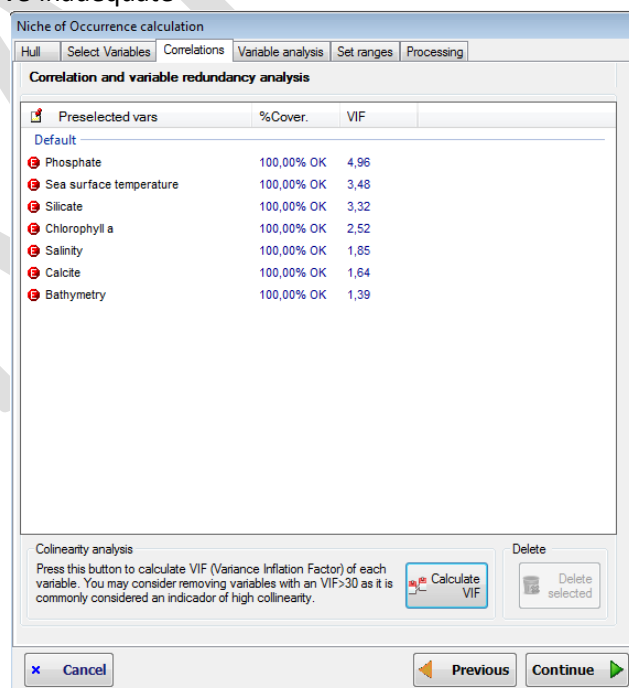 Niche of Occurrence calculation
Hull Select Variables Correlations Variable analysis Set ranges Processing
Correlation and variable redundancy analysis
Preselected vars %Cover. VIF
Default
Phosphate 100,00% OK 4,96
Sea surface temperature 100,00% OK 3,48
Silicate 100,00% OK 3,32
Chlorophyll a 100,00% OK 2,52
Salinity 100,00% OK 1,85
Calcite 100,00% OK 1,64
Bathymetry 100,00% OK 1,39
Colinearity analysis
Press this button to calculate VIF (Variance Inflation Factor) of each
variable. You may consider removing variables with an VIF>30 as it is
commonly considered an indicador of high collinearity.
Calculate
VIF
Delete
Delete
selected
Cancel Previous Continue